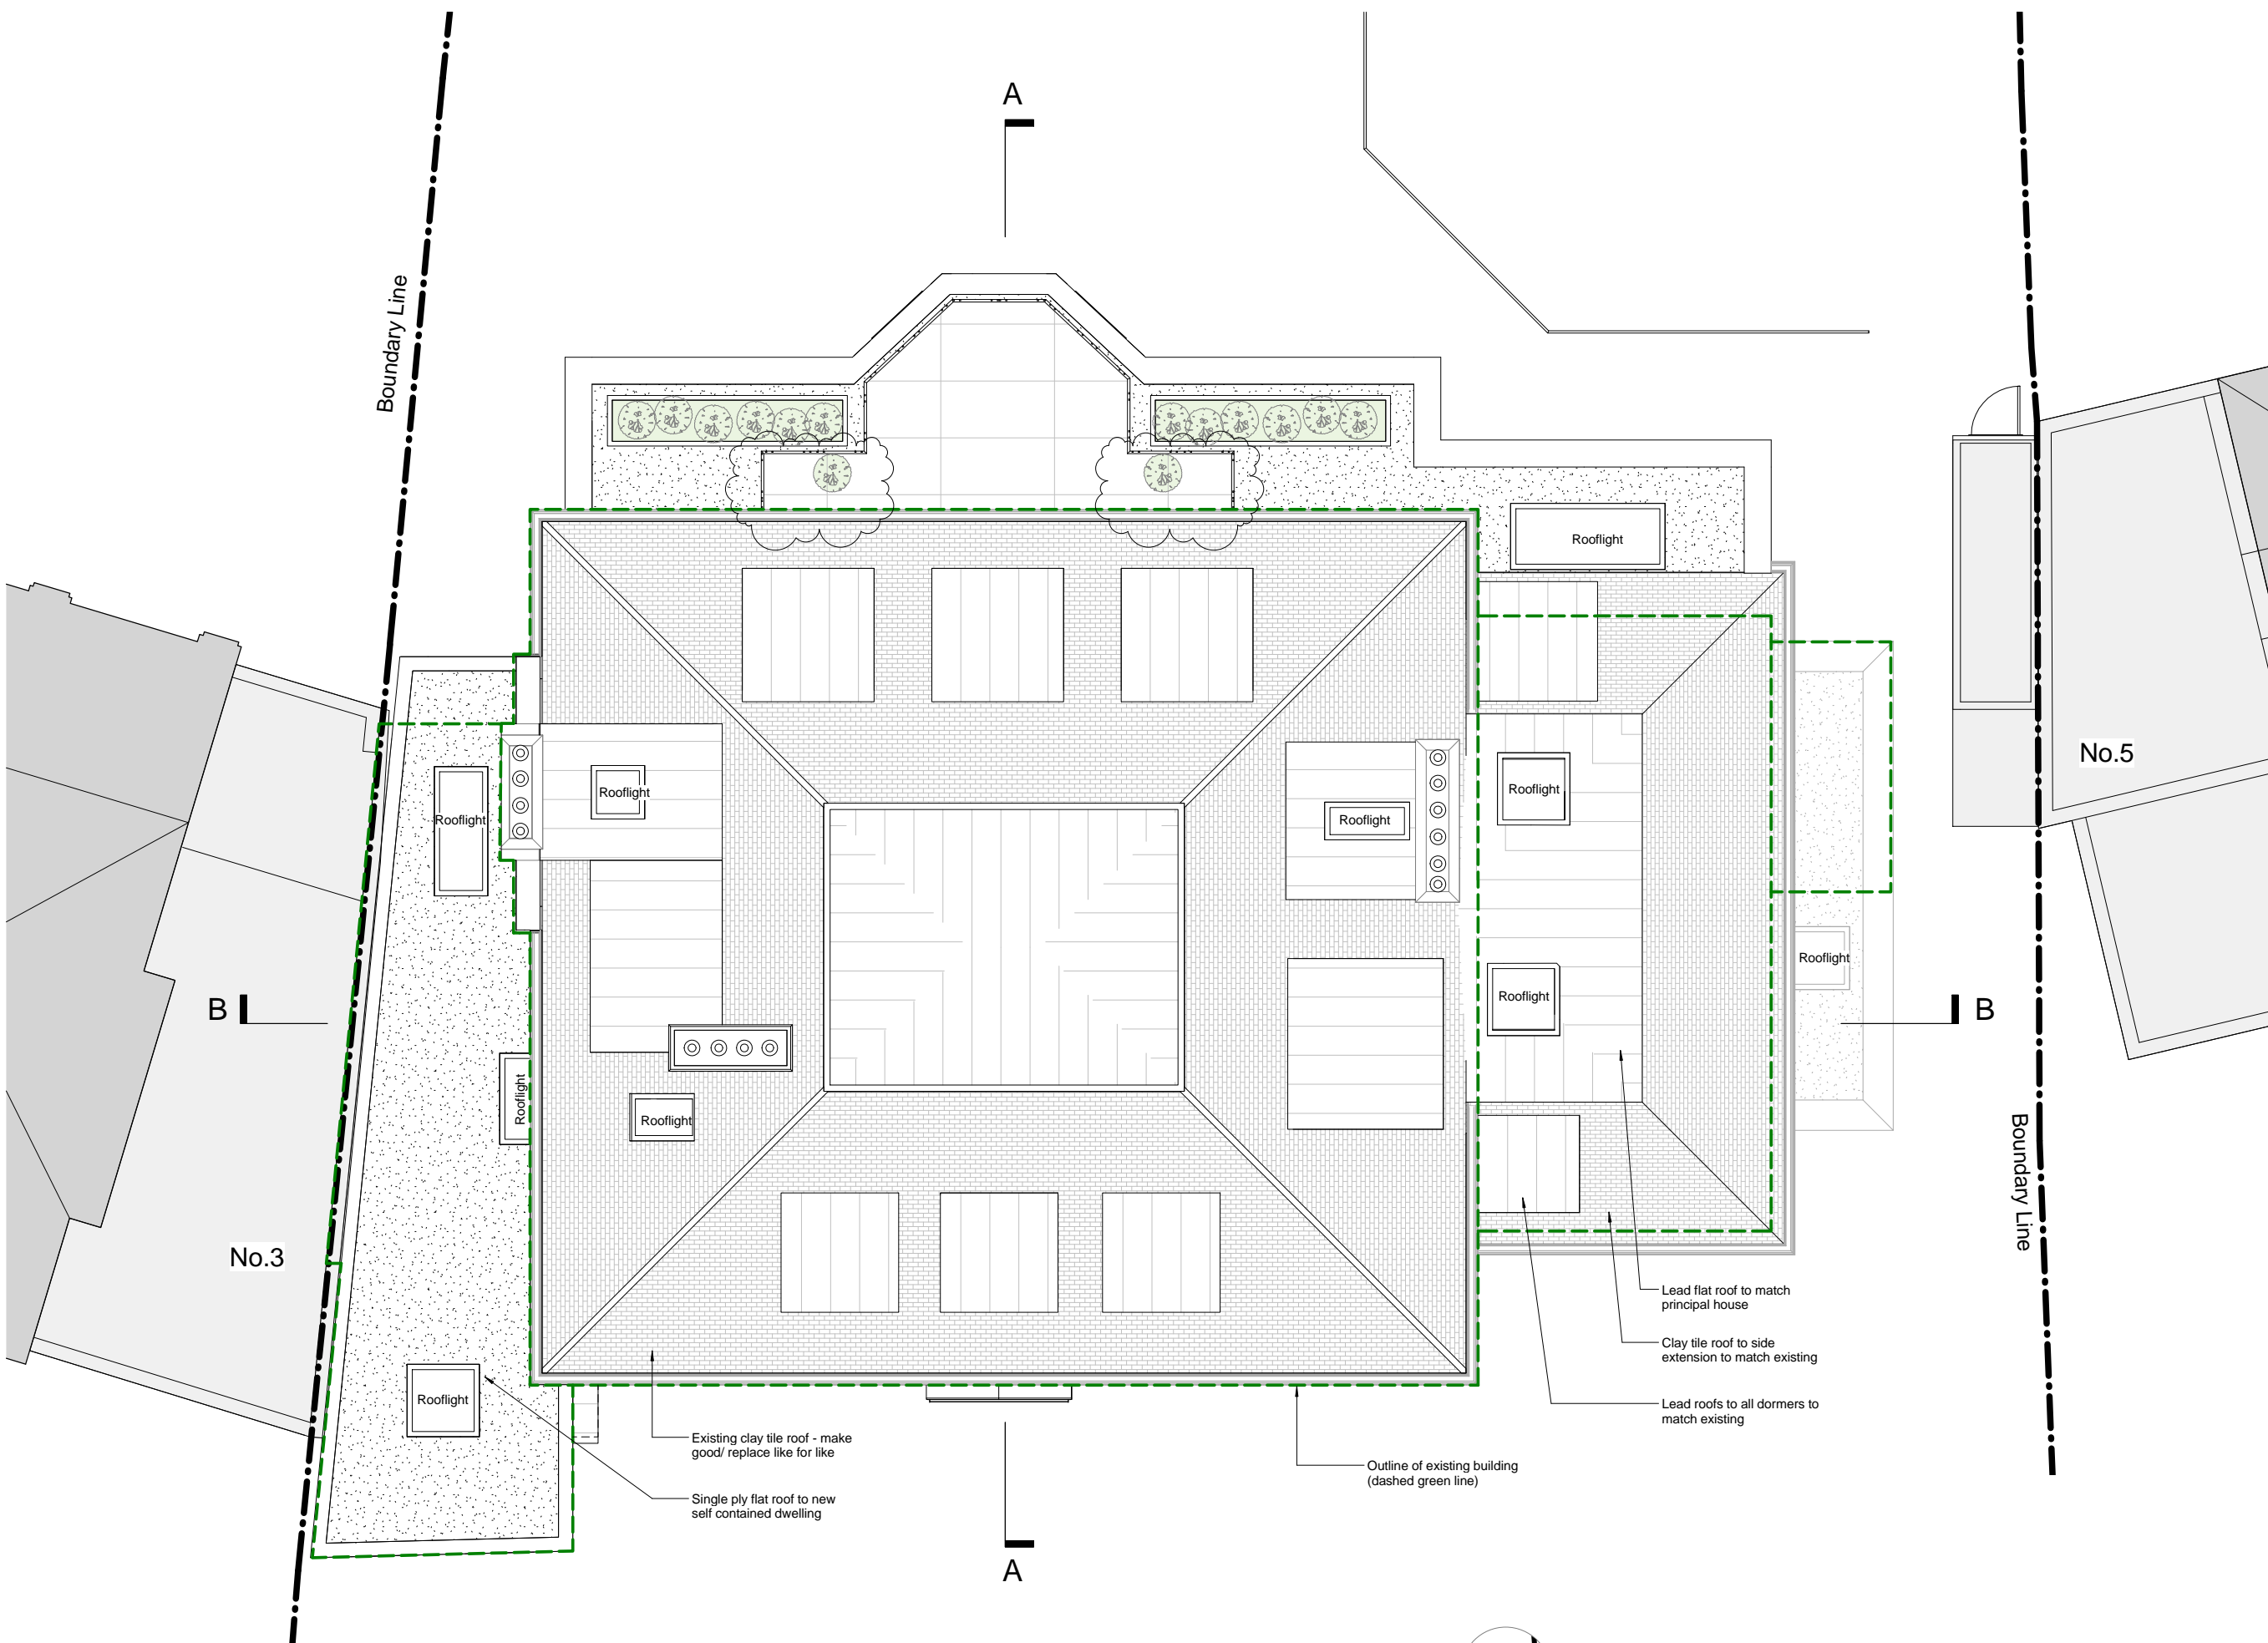 A
Boundary Line
Rooflight
No.5
Rooflight
Rooflight
Rooflight
Rooflight
Rooflight
Rooflight
Rooflight
B
B
Rooflight
Rooflight
Boundary Line
No.3
Lead flat roof to match
principal house
Clay tile roof to side
extension to match existing
Rooflight
Lead roofs to all dormers to
match existing
Existing clay tile roof - make
good/ replace like for like
Outline of existing building
(dashed green line)
Single ply flat roof to new
self contained dwelling
A